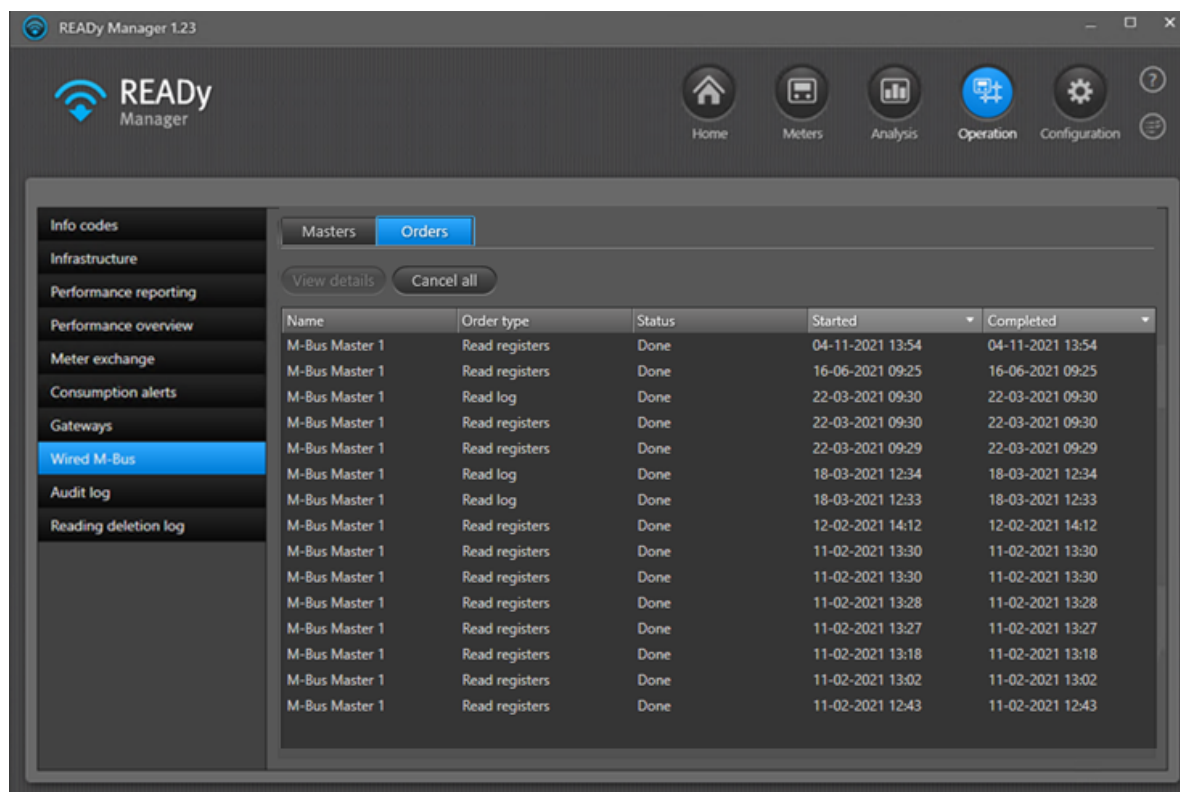 READy Manager 1.23
READy
Manager
Home
Meters
Analysis
Operation
Configuration
?
Info codes
Infrastructure
Performance reporting
Performance overview
Meter exchange
Consumption alerts
Gateways
Wired M-Bus
Audit log
Reading deletion log
Masters Orders
View details Cancel all
Name Order type Status Started Completed
M-Bus Master 1 Read registers Done 04-11-2021 13:54 04-11-2021 13:54
M-Bus Master 1 Read registers Done 16-06-2021 09:25 16-06-2021 09:25
M-Bus Master 1 Read log Done 22-03-2021 09:30 22-03-2021 09:30
M-Bus Master 1 Read registers Done 22-03-2021 09:30 22-03-2021 09:30
M-Bus Master 1 Read registers Done 22-03-2021 09:29 22-03-2021 09:29
M-Bus Master 1 Read log Done 18-03-2021 12:34 18-03-2021 12:34
M-Bus Master 1 Read log Done 18-03-2021 12:33 18-03-2021 12:33
M-Bus Master 1 Read registers Done 12-02-2021 14:12 12-02-2021 14:12
M-Bus Master 1 Read registers Done 11-02-2021 13:30 11-02-2021 13:30
M-Bus Master 1 Read registers Done 11-02-2021 13:30 11-02-2021 13:30
M-Bus Master 1 Read registers Done 11-02-2021 13:28 11-02-2021 13:28
M-Bus Master 1 Read registers Done 11-02-2021 13:27 11-02-2021 13:27
M-Bus Master 1 Read registers Done 11-02-2021 13:18 11-02-2021 13:18
M-Bus Master 1 Read registers Done 11-02-2021 13:02 11-02-2021 13:02
M-Bus Master 1 Read registers Done 11-02-2021 12:43 11-02-2021 12:43